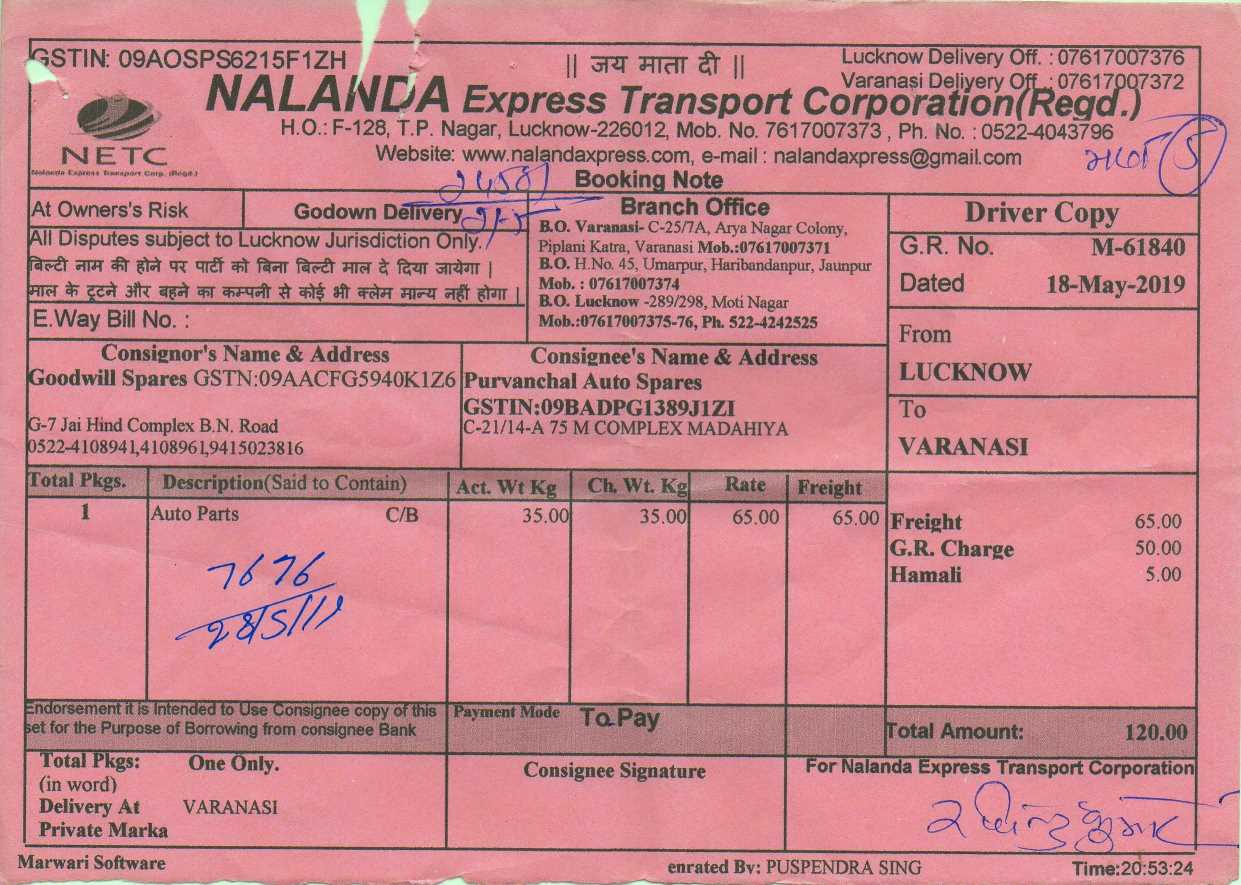 GSTIN: 09AOSPS6215F1ZH
|| जय माता दी ||
Lucknow Delivery Off. : 07617007376
Varanasi Delivery Off. : 07617007372
NALANDA Express Transport Corporation(Regd.)
H.O.: F-128, T.P. Nagar, Lucknow-226012, Mob. No. 7617007373 , Ph. No. : 0522-4043796
Website: www.nalandaxpress.com, e-mail : nalandaxpress@gmail.com
NETC
Nalanda Express Transport Corp. (Regd.)
Booking Note
At Owners's Risk
Godown Delivery
All Disputes subject to Lucknow Jurisdiction Only.
बिल्टी नाम की होने पर पार्टी को बिना बिल्टी माल दे दिया जायेगा |
माल के टूटने और बहने का कम्पनी से कोई भी क्लेम मान्य नहीं होगा |
E.Way Bill No. :
Branch Office
B.O. Varanasi- C-25/7A, Arya Nagar Colony,
Piplani Katra, Varanasi Mob.:07617007371
B.O. H.No. 45, Umarpur, Haribandanpur, Jaunpur
Mob. : 07617007374
B.O. Lucknow -289/298, Moti Nagar
Mob.:07617007375-76, Ph. 522-4242525
Driver Copy
G.R. No. M-61840
Dated 18-May-2019
From
LUCKNOW
To
VARANASI
Consignor's Name & Address
Goodwill Spares GSTN:09AACFG5940K1Z6
G-7 Jai Hind Complex B.N. Road
0522-4108941,4108961,9415023816
Consignee's Name & Address
Purvanchal Auto Spares
GSTIN:09BADPG1389J1ZI
C-21/14-A 75 M COMPLEX MADAHIYA
Total Pkgs. Description(Said to Contain) Act. Wt Kg Ch. Wt. Kg Rate Freight
1 Auto Parts C/B 35.00 35.00 65.00 65.00
7676
Freight 65.00
G.R. Charge 50.00
Hamali 5.00
Endorsement it is Intended to Use Consignee copy of this
set for the Purpose of Borrowing from consignee Bank
Payment Mode To Pay
Total Amount: 120.00
Total Pkgs: One Only.
(in word)
Delivery At VARANASI
Private Marka
Consignee Signature
For Nalanda Express Transport Corporation
Marwari Software
enrated By: PUSPENDRA SING
Time:20:53:24